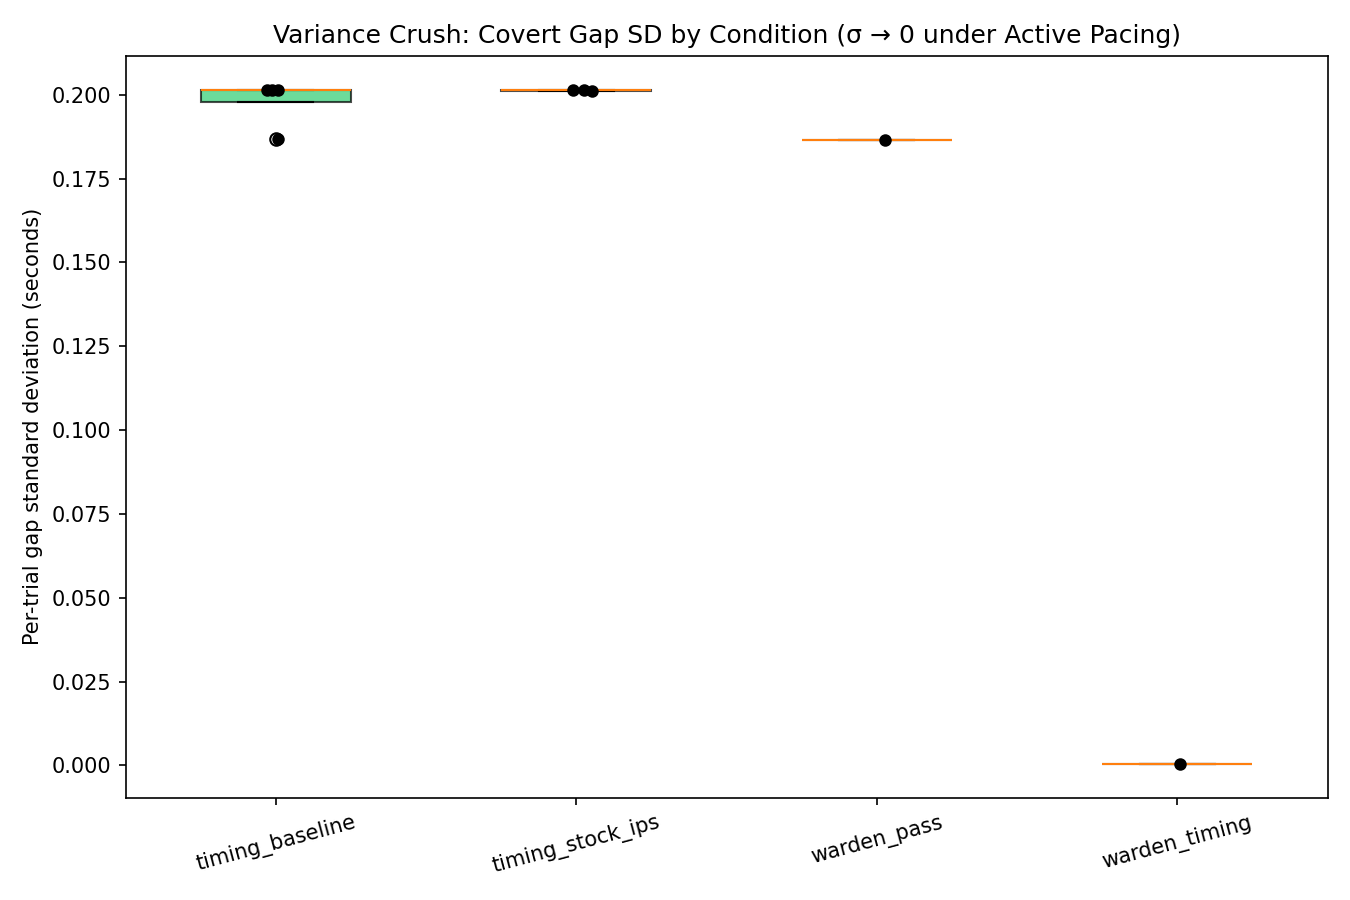 Variance Crush: Covert Gap SD by Condition (σ → 0 under Active Pacing)
Per-trial gap standard deviation (seconds)
0.200
0.175
0.150
0.125
0.100
0.075
0.050
0.025
0.000
timing_baseline
timing_stock_ips
warden_pass
warden_timing